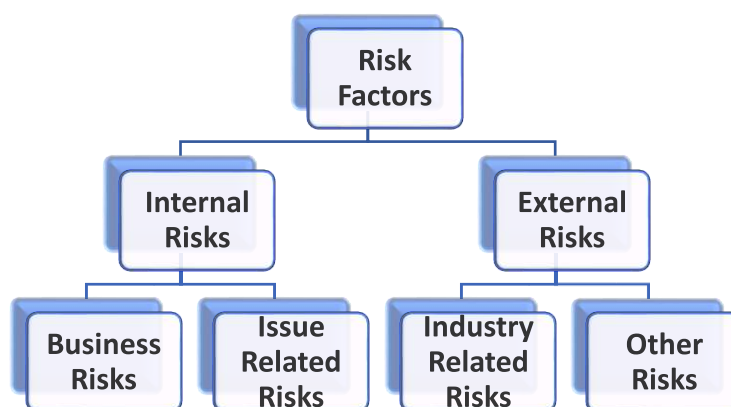 Risk
Factors
Internal
Risks
External
Risks
Business
Risks
Issue
Related
Risks
Industry
Related
Risks
Other
Risks